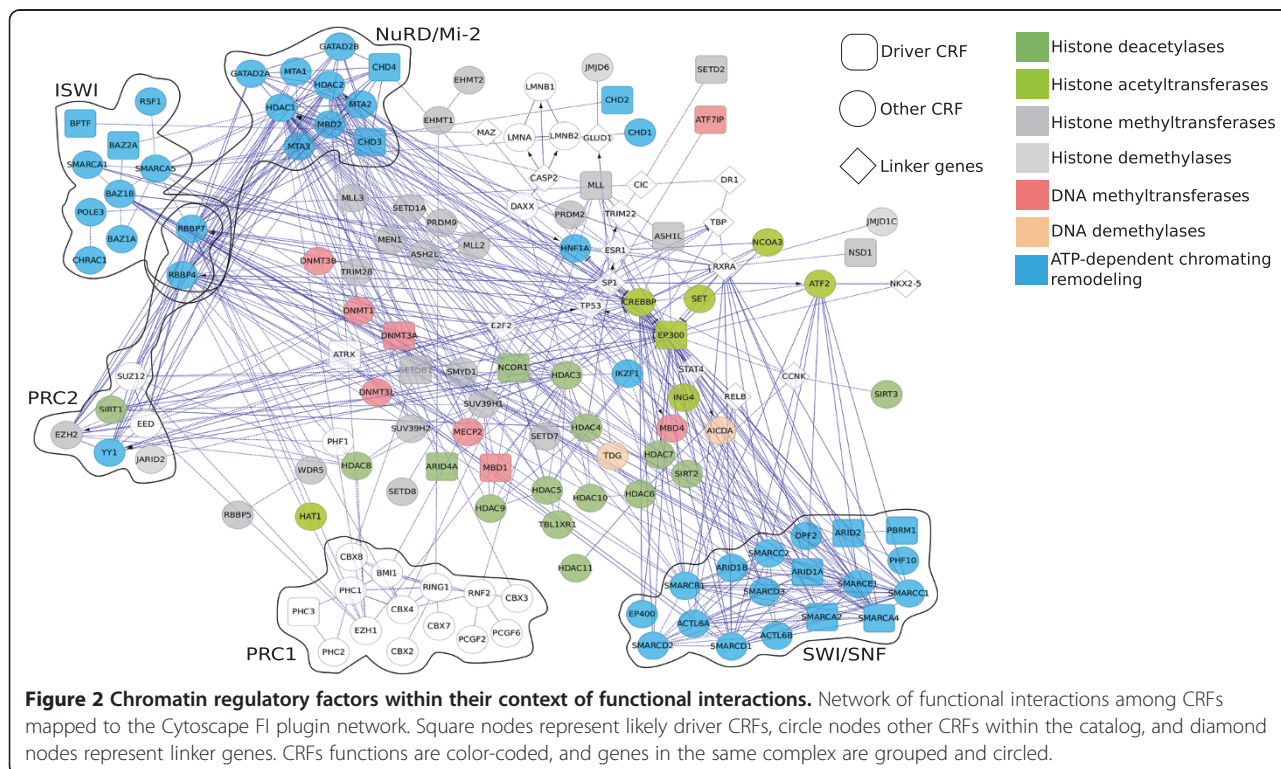 NuRD/Mi-2
GATAD2B
GATAD2A
MTA1
CHD4
HDAC2
HDAC1
MTA2
MBD2
MTA3
CHD3
ISWI
RSF1
BPTF
BAZ2A
SMARCA1
SMARCA5
BAZ1B
POLE3
BAZ1A
CHRAC1
RBBP7
RBBP4
EHMT2
EHMT1
JMJD6
LMNB1
CHD2
MAZ
LMNA
LMNB2
GLUD1
CHD1
SETD2
ATF7IP
CASP2
MLL
CIC
DR1
MLL3
SETD1A
PRDM9
DAXX
PRDM2
TRIM22
TBP
JMJD1C
MEN1
ASH2L
MLL2
HNF1A
ESR1
ASH1L
NCOA3
NSD1
DNMT3B
TRIM28
RXRA
SP1
ATF2
NKX2-5
DNMT1
TP53
CREBBP
SET
E2F2
DNMT3A
EP300
ATRX
SETDB1
SMYD1
NCOR1
HDAC3
IKZF1
STAT4
CCNK
SIRT3
DNMT3L
SUV39H1
ING4
RELB
SUV39H2
MECP2
SETD7
HDAC4
MBD4
AICDA
PRC2
SUZ12
SIRT1
EED
EZH2
YY1
JARID2
PHF1
HDAC8
ARID4A
MBD1
TDG
HDAC7
SIRT2
WDR5
SETD8
HDAC5
HDAC10
HDAC6
RBBP5
HAT1
HDAC9
TBL1XR1
HDAC11
PRC1
CBX8
BMI1
PHC1
RING1
RNF2
CBX3
PHC3
CBX4
EZH1
CBX7
PCGF2
PCGF6
PHC2
CBX2
SWI/SNF
DPF2
ARID2
PBRM1
SMARCC2
ARID1B
ARID1A
PHF10
SMARCB1
SMARCD3
SMARCE1
SMARCC1
EP400
ACTL6A
SMARCA2
SMARCA4
SMARCD2
SMARCD1
ACTL6B
Driver CRF
Other CRF
Linker genes
Histone deacetylases
Histone acetyltransferases
Histone methyltransferases
Histone demethylases
DNA methyltransferases
DNA demethylases
ATP-dependent chromating
remodeling
Figure 2 Chromatin regulatory factors within their context of functional interactions. Network of functional interactions among CRFs
mapped to the Cytoscape FI plugin network. Square nodes represent likely driver CRFs, circle nodes other CRFs within the catalog, and diamond
nodes represent linker genes. CRFs functions are color-coded, and genes in the same complex are grouped and circled.